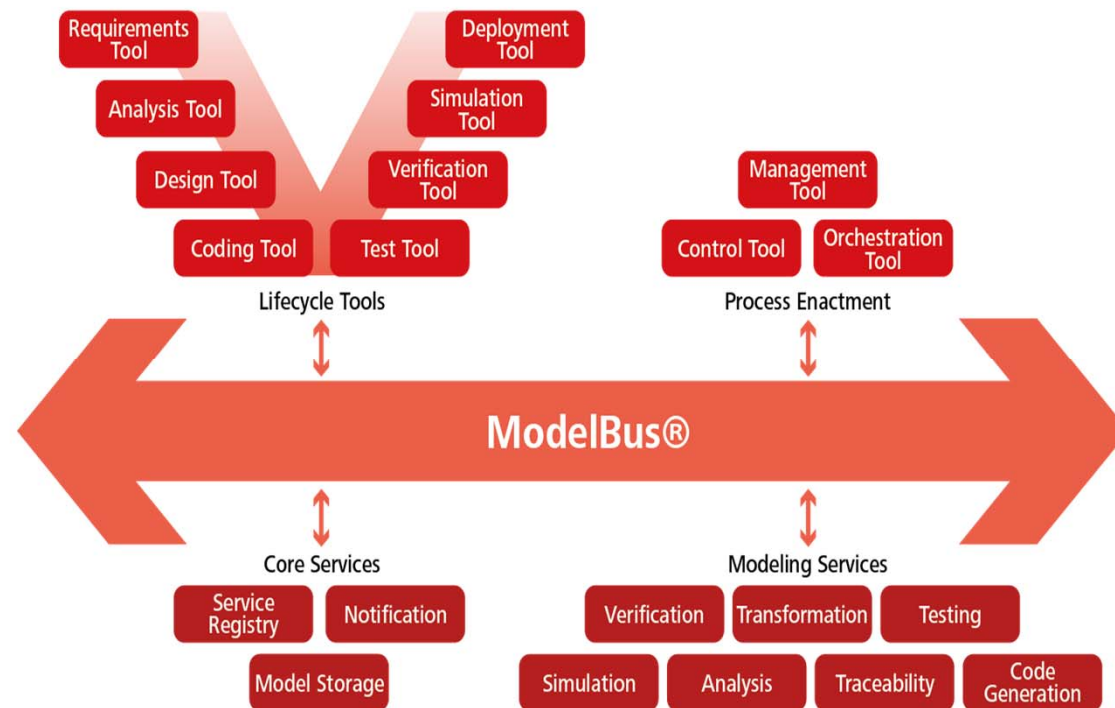 Requirements
Tool
Deployment
Tool
Analysis Tool
Simulation
Tool
Design Tool
Verification
Tool
Coding Tool
Test Tool
Lifecycle Tools
Management
Tool
Control Tool
Orchestration
Tool
Process Enactment
ModelBus®
Core Services
Service
Registry
Notification
Model Storage
Modeling Services
Verification
Transformation
Testing
Simulation
Analysis
Traceability
Code
Generation